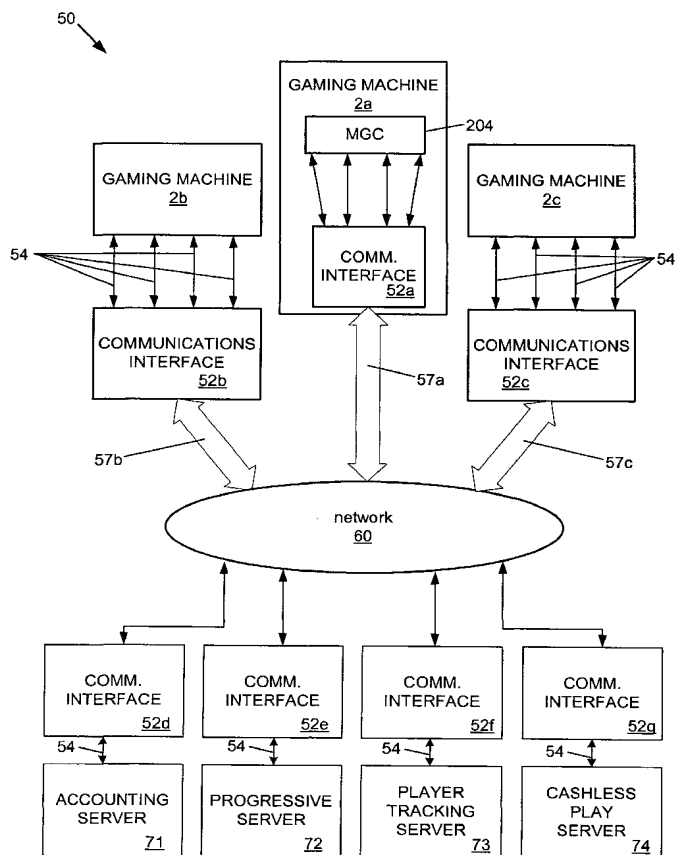 50
GAMING MACHINE
2a
MGC
204
GAMING MACHINE
2b
GAMING MACHINE
2c
54
54
COMM.
INTERFACE
52a
COMMUNICATIONS
INTERFACE
52b
COMMUNICATIONS
INTERFACE
52c
57a
57b
57c
network
60
COMM.
INTERFACE
52d
COMM.
INTERFACE
52e
COMM.
INTERFACE
52f
COMM.
INTERFACE
52g
54
54
54
54
ACCOUNTING
SERVER
71
PROGRESSIVE
SERVER
72
PLAYER
TRACKING
SERVER
73
CASHLESS
PLAY
SERVER
74